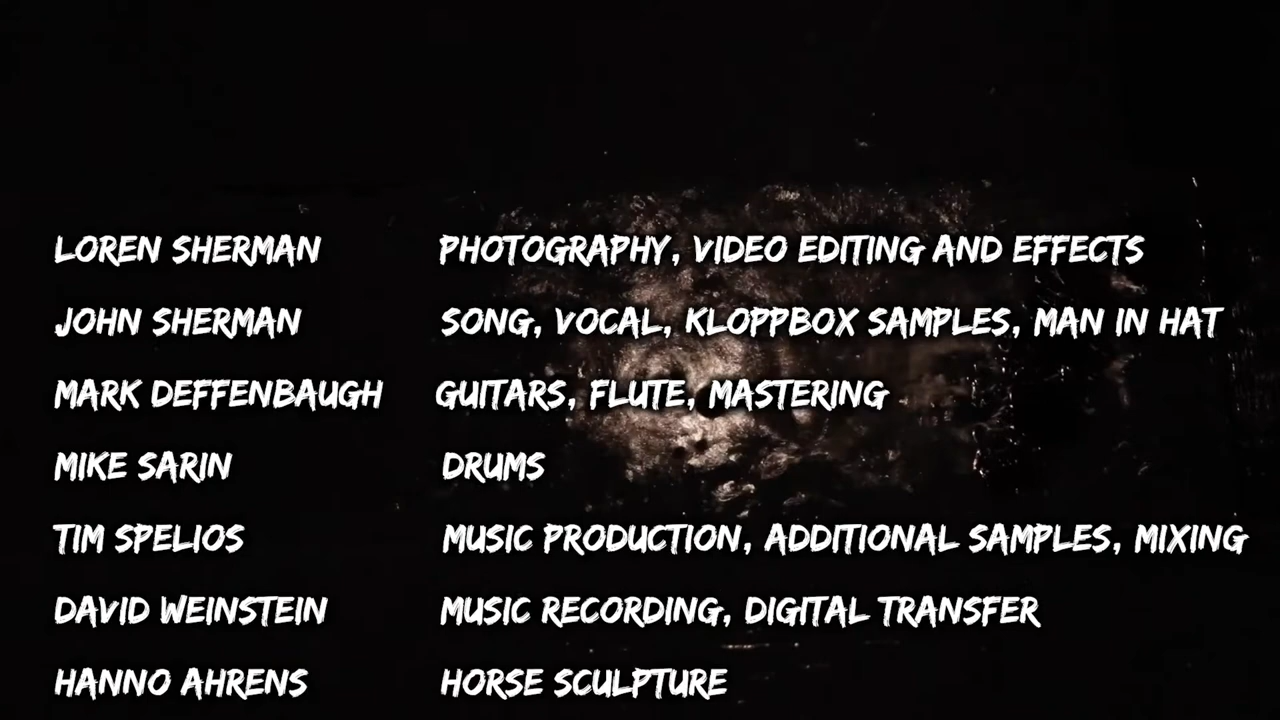 LOREN SHERMAN PHOTOGRAPHY, VIDEO EDITING AND EFFECTS
JOHN SHERMAN SONG, VOCAL, KLOPPBOX SAMPLES, MAN IN HAT
MARK DEFFENBAUGH GUITARS, FLUTE, MASTERING
MIKE SARIN DRUMS
TIM SPELIOS MUSIC PRODUCTION, ADDITIONAL SAMPLES, MIXING
DAVID WEINSTEIN MUSIC RECORDING, DIGITAL TRANSFER
HANNO AHRENS HORSE SCULPTURE